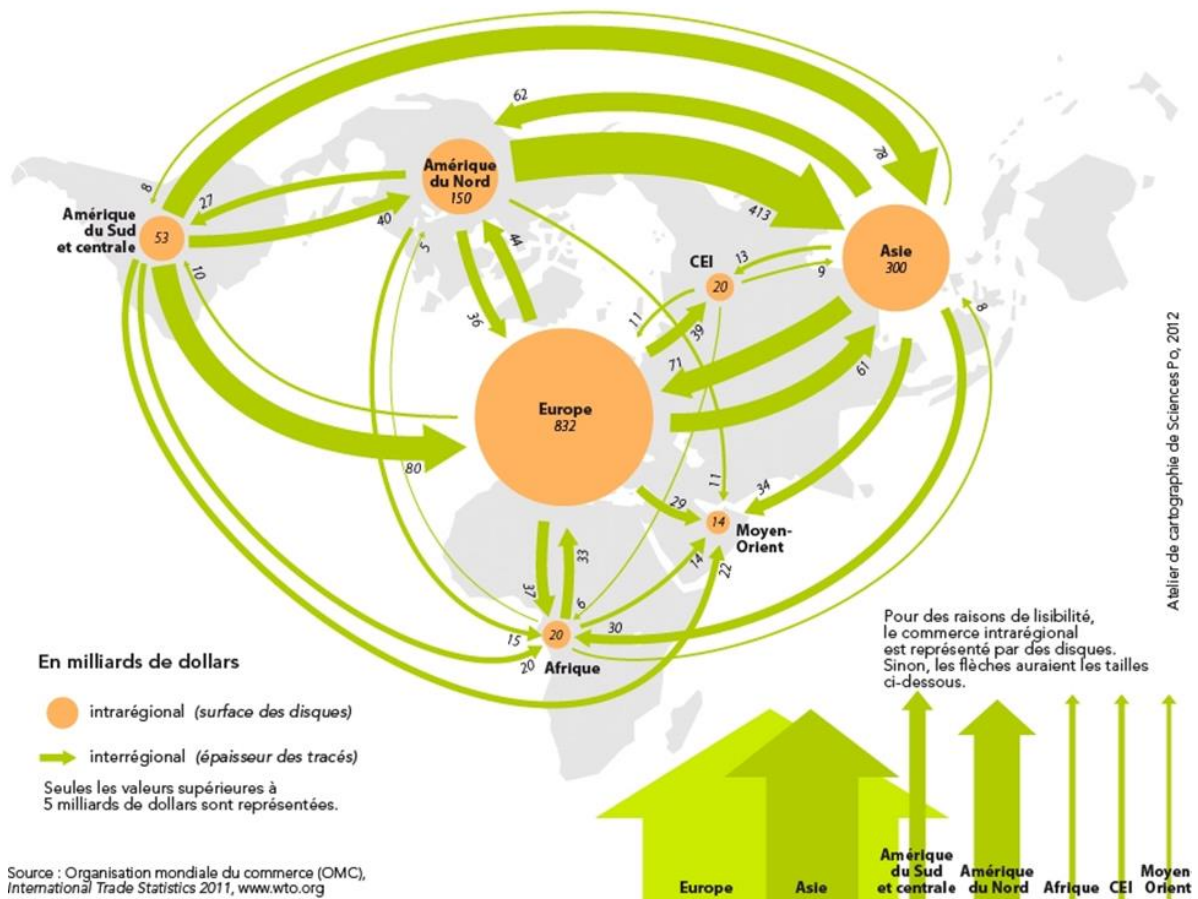 62
78
Amérique
du Nord
150
8
27
413
Amérique
du Sud
et centrale
53
40
5
Asie
300
CEI
13
20
9
10
44
36
11
39
8
71
61
Europe
832
80
11
34
29
14
Moyen-
Orient
33
14
22
37
6
15
20
30
20
Afrique
Atelier de cartographie de Sciences Po, 2012
En milliards de dollars
intrarégional (surface des disques)
interrégional (épaisseur des tracés)
Seules les valeurs supérieures à
5 milliards de dollars sont représentées.
Source : Organisation mondiale du commerce (OMC),
International Trade Statistics 2011, www.wto.org
Pour des raisons de lisibilité,
le commerce intrarégional
est représenté par des disques.
Sinon, les flèches auraient les tailles
ci-dessous.
Europe
Asie
Amérique
du Sud
et centrale
Amérique
du Nord
Afrique
CEI
Moyen-
Orient